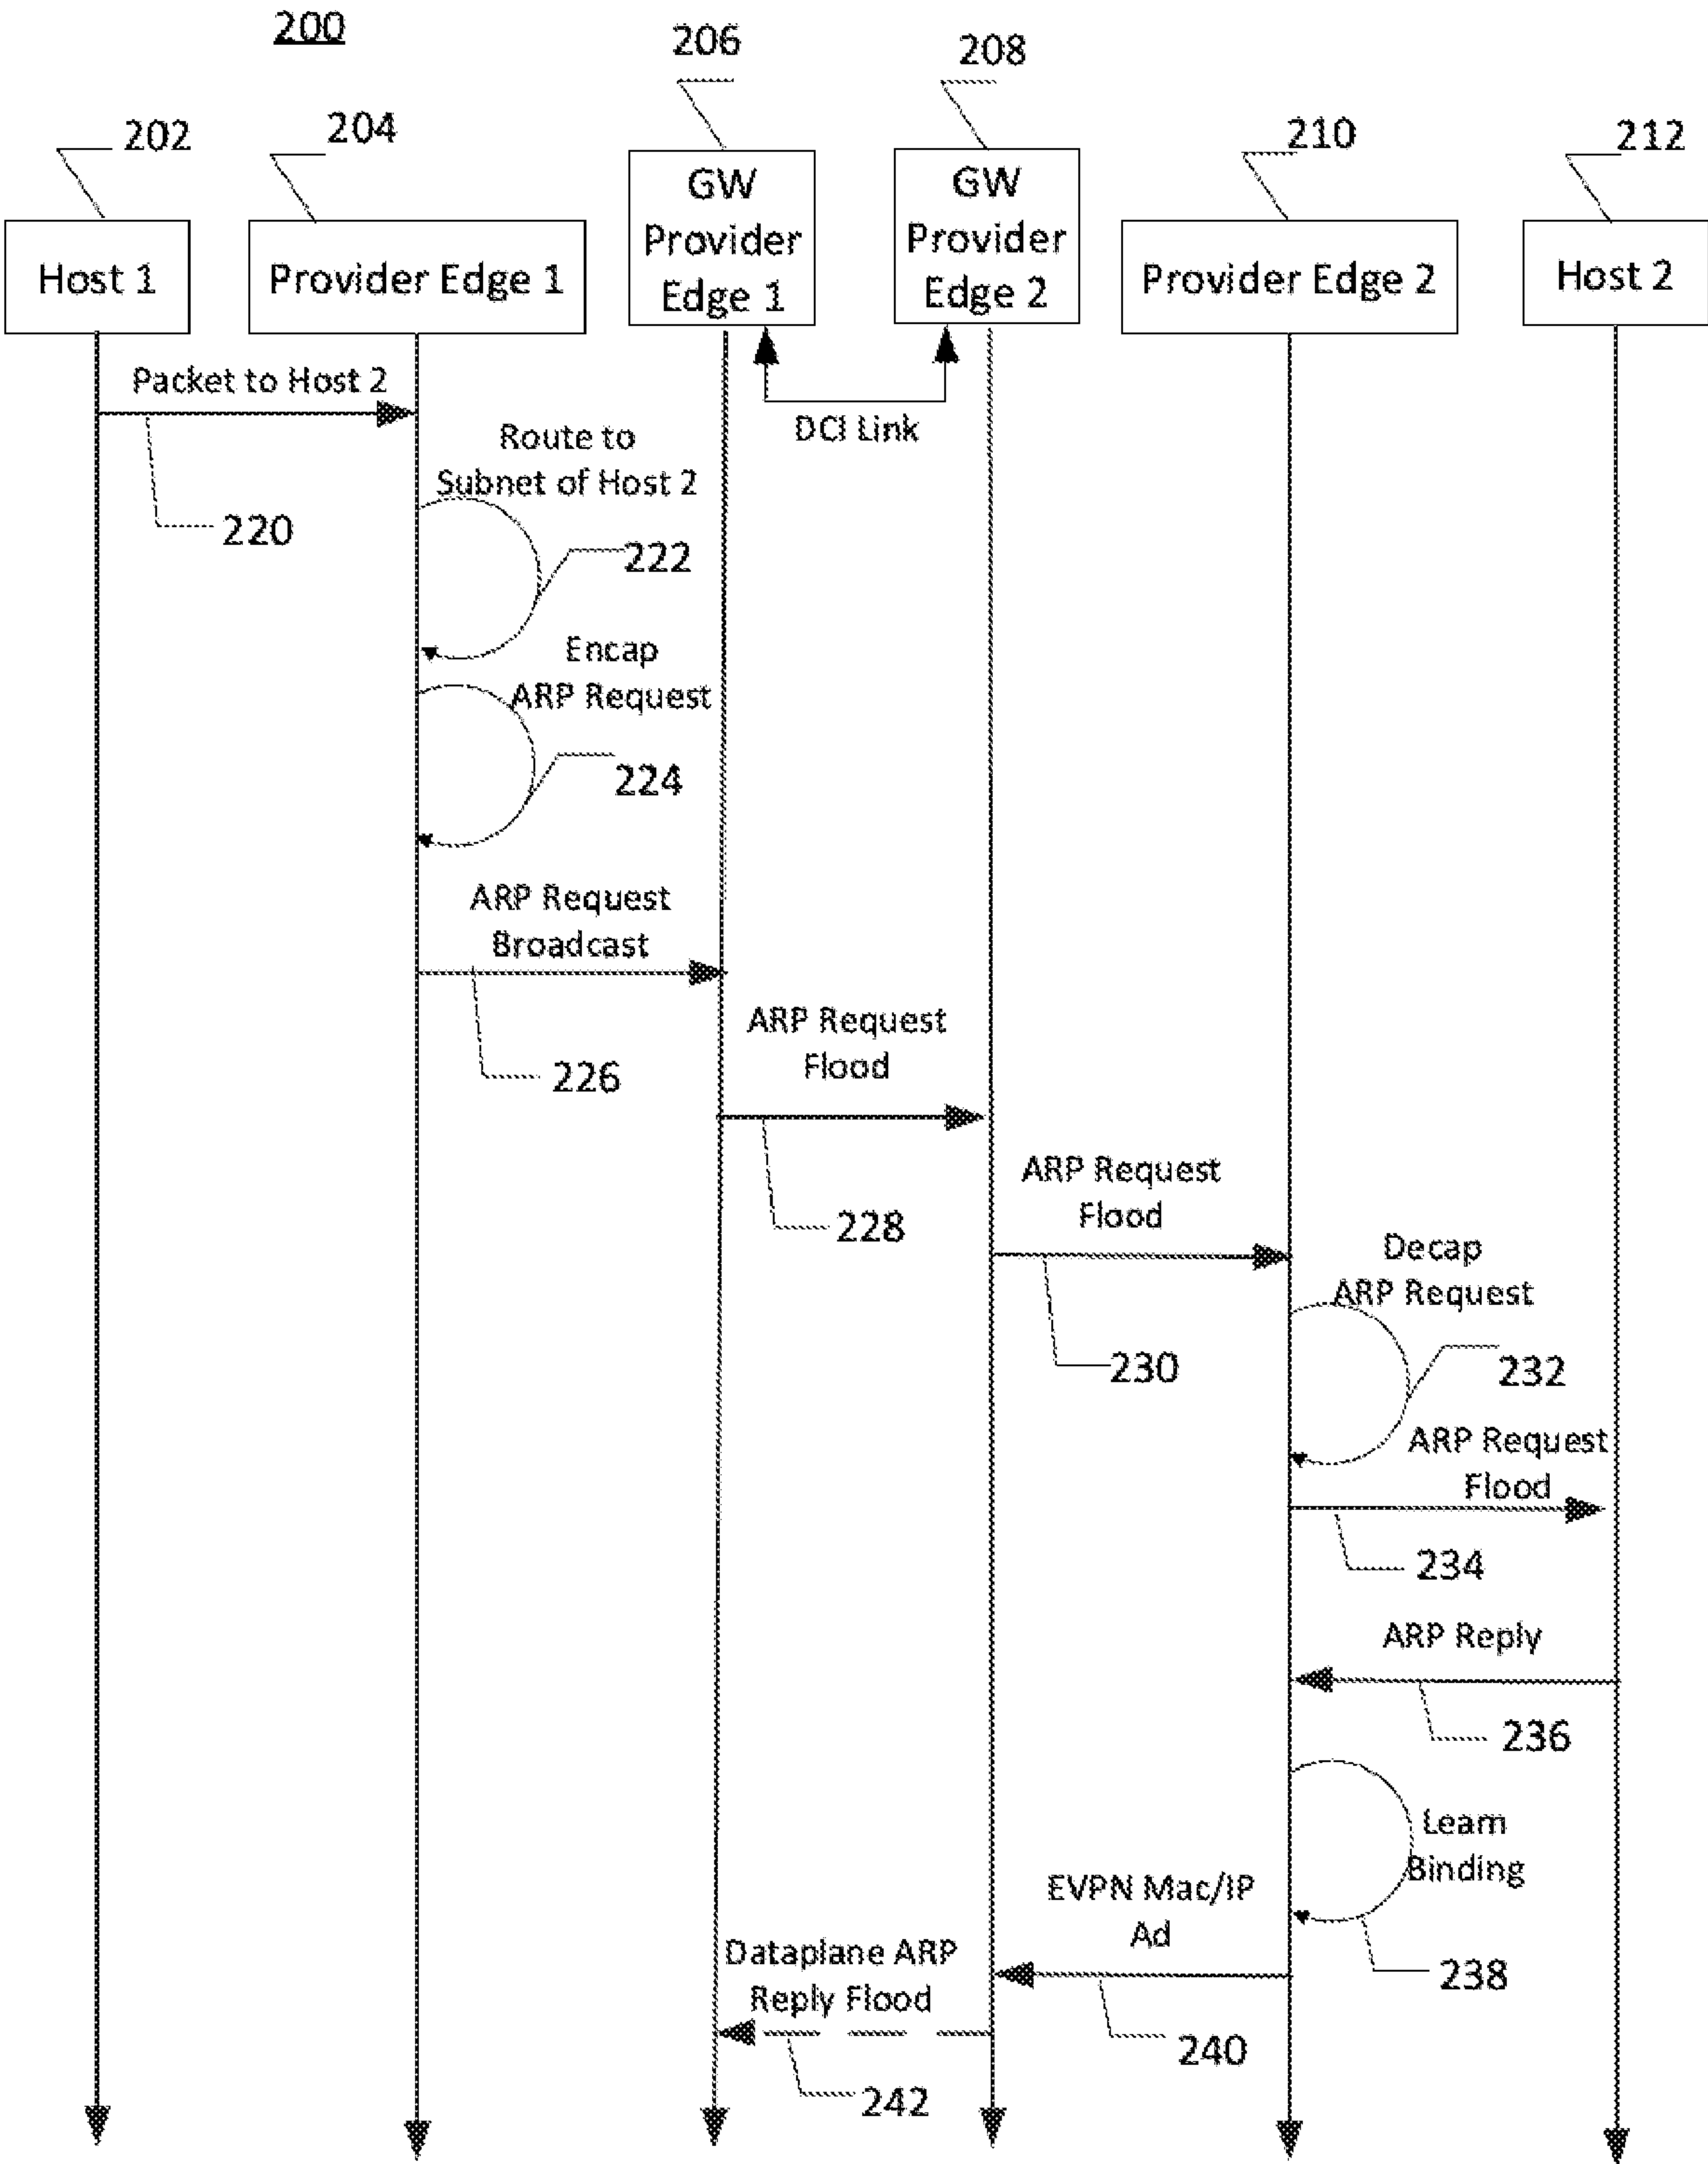 200
206
208
202
204
210
212
Host 1
Provider Edge 1
GW
Provider
Edge 1
GW
Provider
Edge 2
Provider Edge 2
Host 2
Packet to Host 2
DCI Link
220
Route to
Subnet of Host 2
222
Encap
ARP Request
224
ARP Request
Broadcast
226
ARP Request
Flood
228
ARP Request
Flood
230
Decap
ARP Request
232
ARP Request
Flood
234
ARP Reply
236
Learn
Binding
238
EVPN Mac/IP
Ad
240
Dataplane ARP
Reply Flood
242